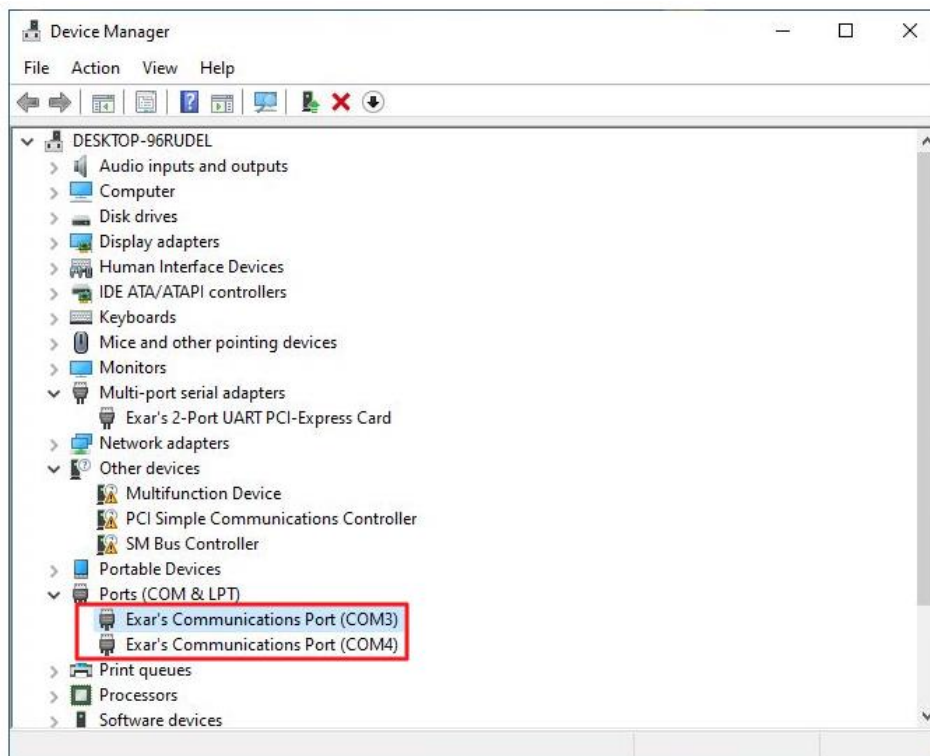 Device Manager
File Action View Help
DESKTOP-96RUDEL
Audio inputs and outputs
Computer
Disk drives
Display adapters
Human Interface Devices
IDE ATA/ATAPI controllers
Keyboards
Mice and other pointing devices
Monitors
Multi-port serial adapters
Exar's 2-Port UART PCI-Express Card
Network adapters
Other devices
Multifunction Device
PCI Simple Communications Controller
SM Bus Controller
Portable Devices
Ports (COM & LPT)
Exar's Communications Port (COM3)
Exar's Communications Port (COM4)
Print queues
Processors
Software devices